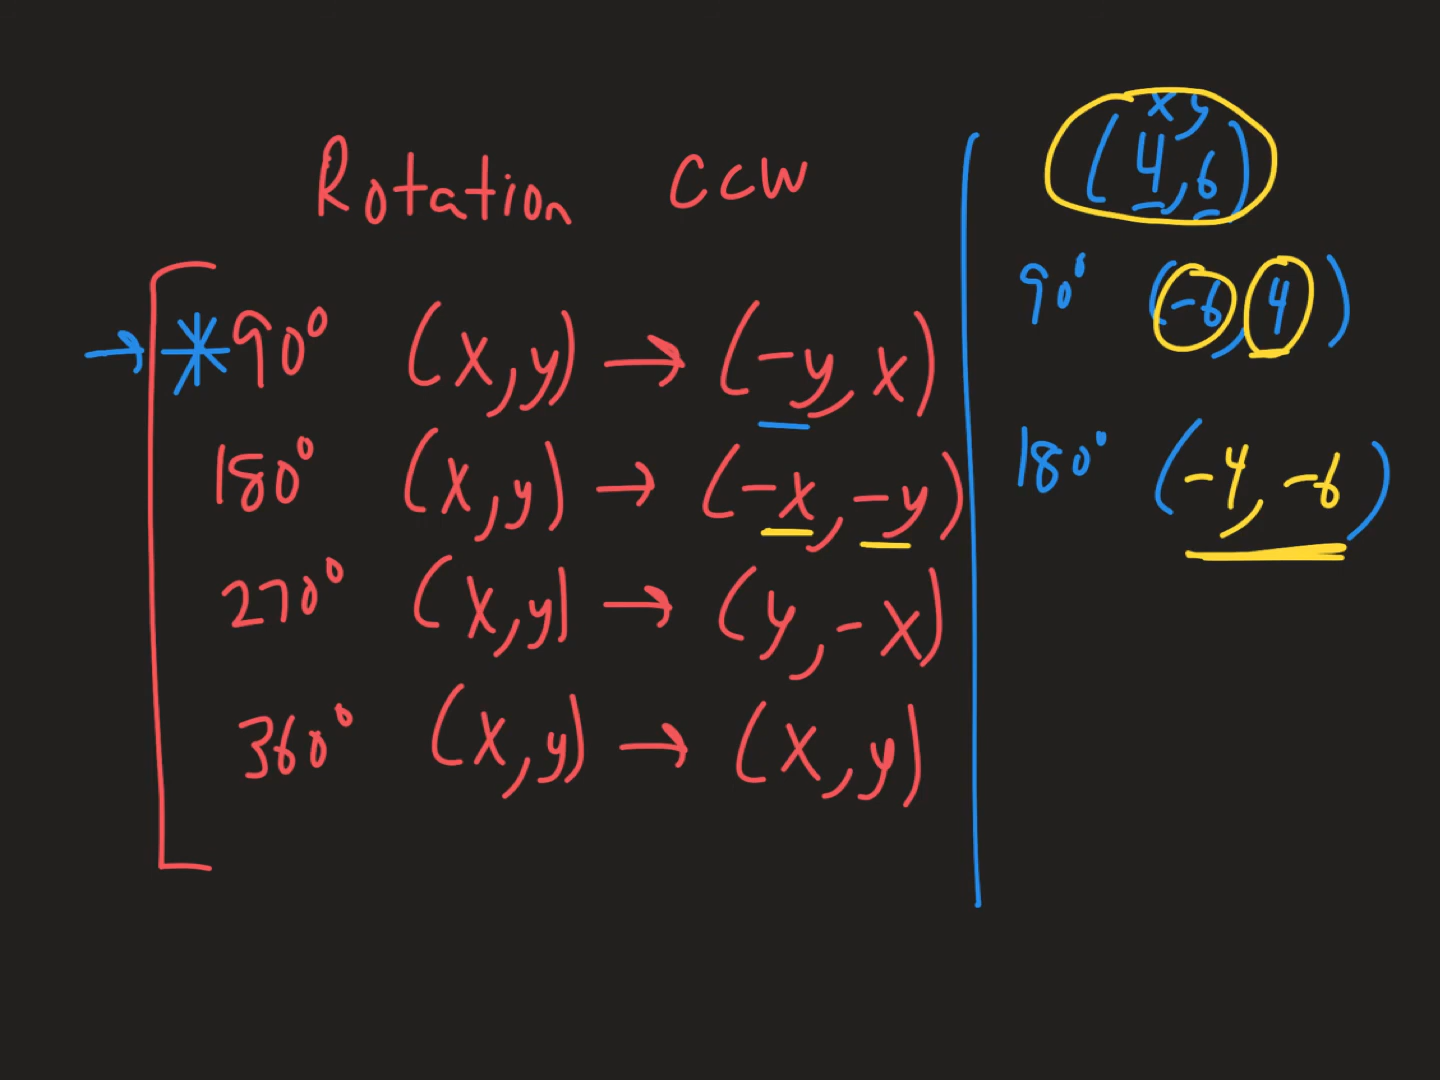 Rotation CCW
90° (x,y) → (-y, x)
180° (x,y) → (-x, -y)
270° (x,y) → (y, -x)
360° (x,y) → (x, y)
x, y
(4, 6)
90° (-6, 4)
180° (-4, -6)